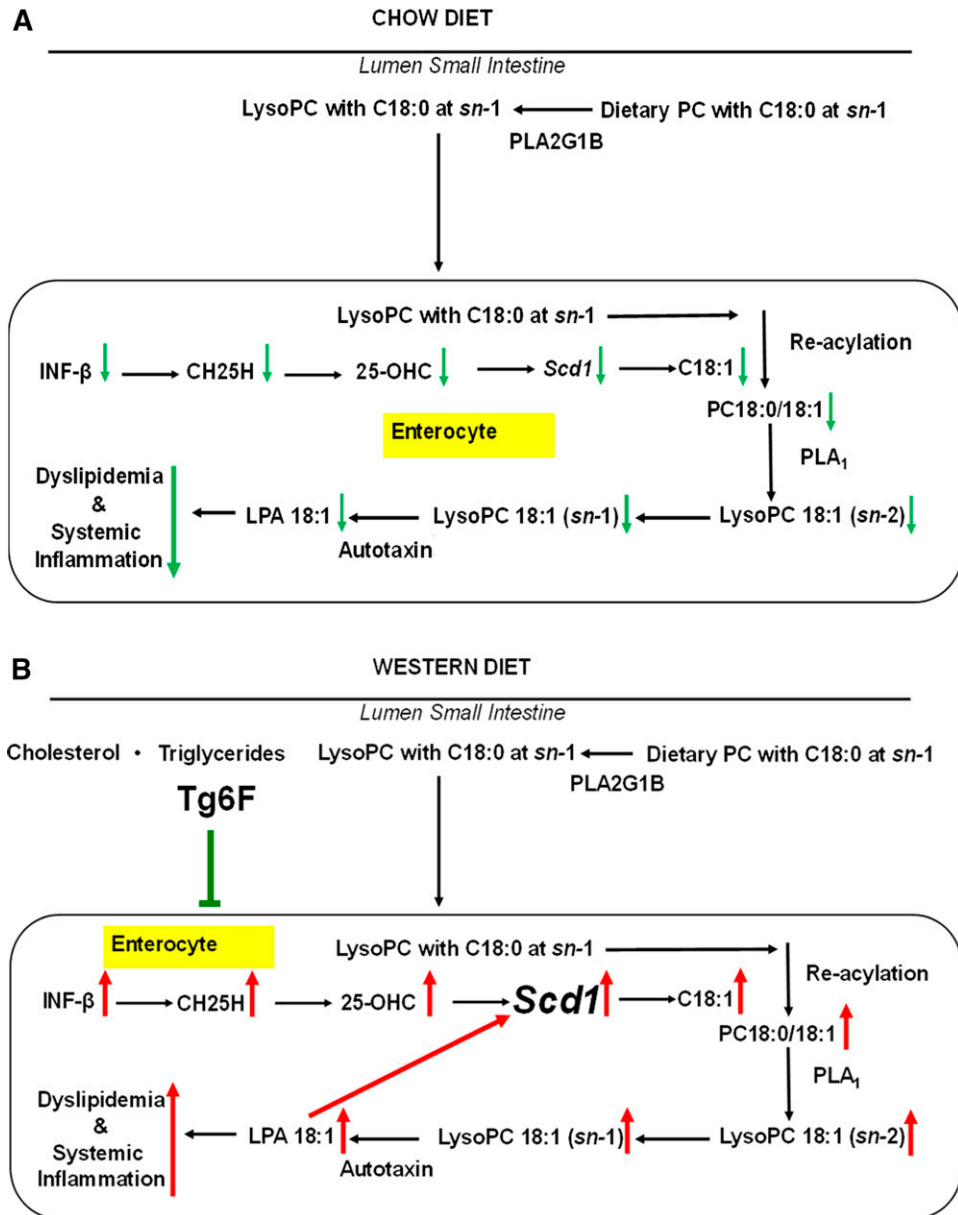 A
CHOW DIET
Lumen Small Intestine
LysoPC with C18:0 at sn-1
Dietary PC with C18:0 at sn-1
PLA2G1B
LysoPC with C18:0 at sn-1
Re-acylation
INF-β
CH25H
25-OHC
Scd1
C18:1
PC18:0/18:1
Enterocyte
PLA₁
Dyslipidemia
&
Systemic
Inflammation
LPA 18:1
LysoPC 18:1 (sn-1)
LysoPC 18:1 (sn-2)
Autotaxin
B
WESTERN DIET
Lumen Small Intestine
Cholesterol • Triglycerides
LysoPC with C18:0 at sn-1
Dietary PC with C18:0 at sn-1
PLA2G1B
Tg6F
Enterocyte
LysoPC with C18:0 at sn-1
Re-acylation
INF-β
CH25H
25-OHC
Scd1
C18:1
PC18:0/18:1
PLA₁
Dyslipidemia
&
Systemic
Inflammation
LPA 18:1
LysoPC 18:1 (sn-1)
LysoPC 18:1 (sn-2)
Autotaxin